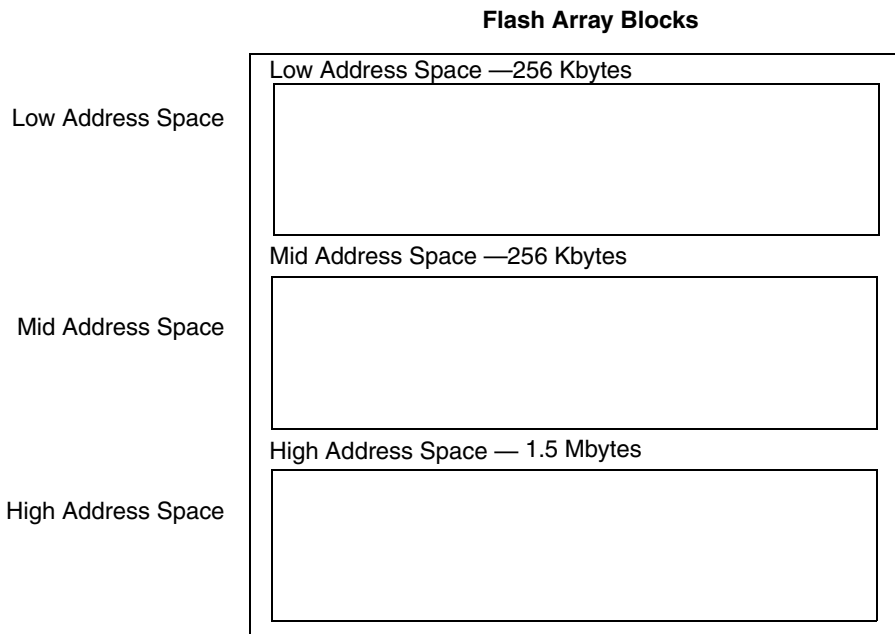 Flash Array Blocks
Low Address Space —256 Kbytes
Low Address Space
Mid Address Space —256 Kbytes
Mid Address Space
High Address Space — 1.5 Mbytes
High Address Space